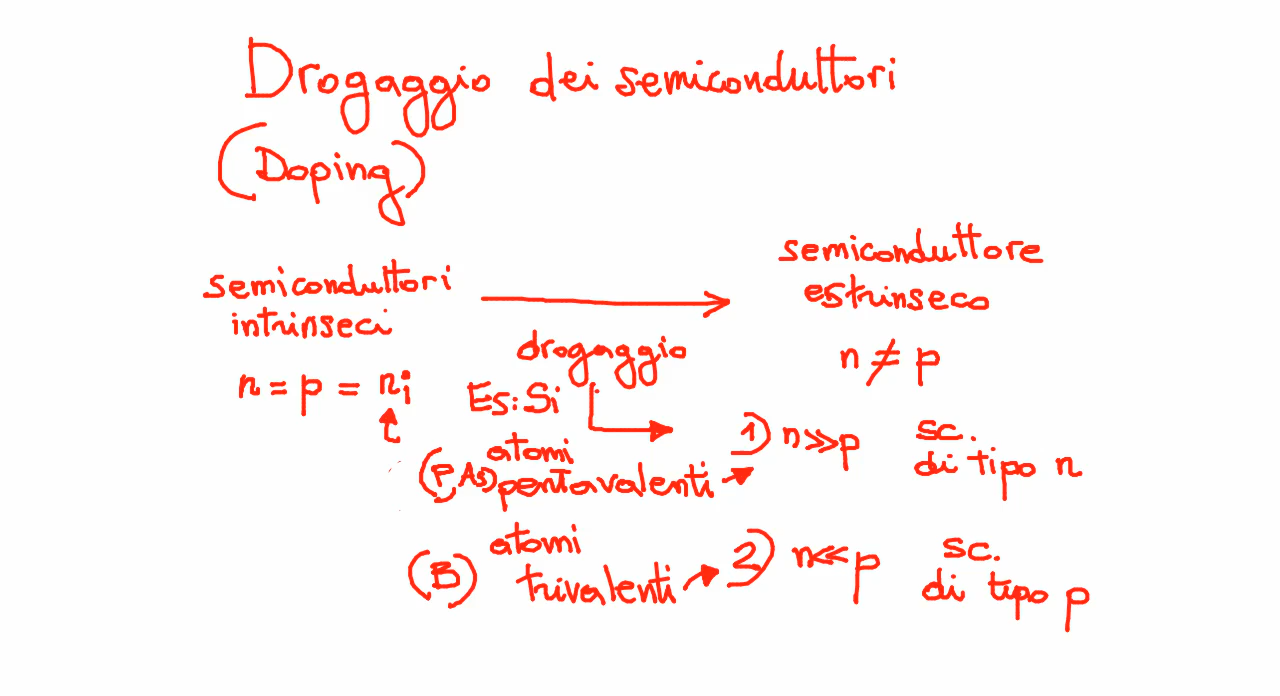 Drogaggio dei semiconduttori
(Doping)
semiconduttori
intrinseci
n = p = ni
drogaggio
Es: Si
semiconduttore
estrinseco
n ≠ p
1) n >> p sc.
di tipo n
atomi
(P As) pentavalenti
2) n << p sc.
di tipo p
atomi
(B) trivalenti